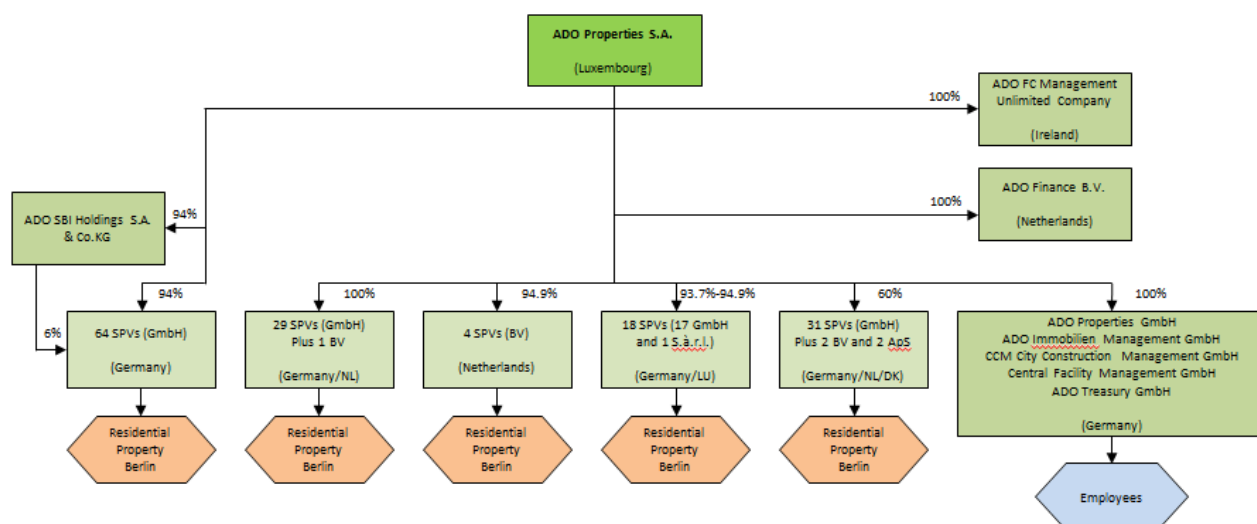 ADO Properties S.A.
(Luxembourg)
100%
ADO FC Management
Unlimited Company
(Ireland)
100%
ADO Finance B.V.
(Netherlands)
ADO SBI Holdings S.A.
& Co.KG
94%
94%
6%
64 SPVs (GmbH)
(Germany)
100%
29 SPVs (GmbH)
Plus 1 BV
(Germany/NL)
94.9%
4 SPVs (BV)
(Netherlands)
93.7%-94.9%
18 SPVs (17 GmbH
and 1 S.à.r.l.)
(Germany/LU)
60%
31 SPVs (GmbH)
Plus 2 BV and 2 ApS
(Germany/NL/DK)
100%
ADO Properties GmbH
ADO Immobilien Management GmbH
CCM City Construction Management GmbH
Central Facility Management GmbH
ADO Treasury GmbH
(Germany)
Residential
Property
Berlin
Residential
Property
Berlin
Residential
Property
Berlin
Residential
Property
Berlin
Residential
Property
Berlin
Employees